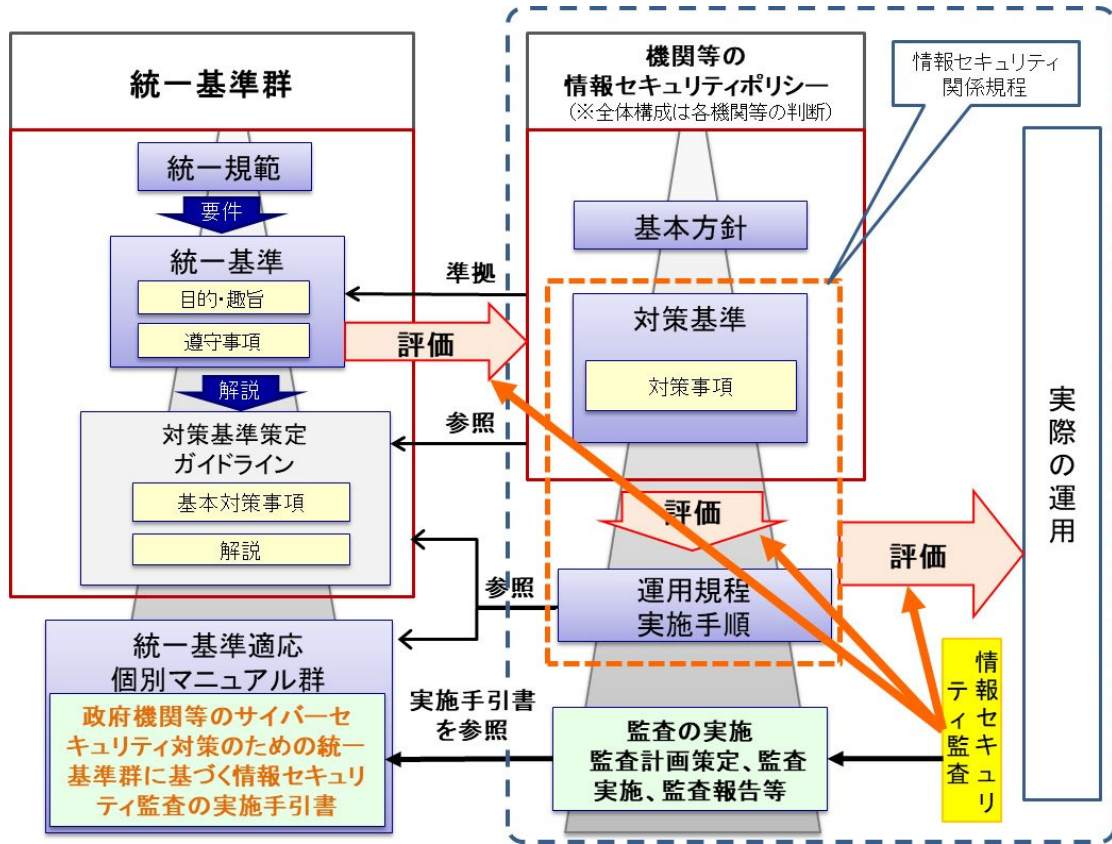 統一基準群
統一規範
要件
統一基準
目的・趣旨
遵守事項
解説
対策基準策定
ガイドライン
基本対策事項
解説
統一基準適応
個別マニュアル群
政府機関等のサイバーセ
キュリティ対策のための統一
基準群に基づく情報セキュリ
ティ監査の実施手引書
準拠
評価
参照
参照
実施手引書
を参照
機関等の
情報セキュリティポリシー
（※全体構成は各機関等の判断）
基本方針
対策基準
対策事項
評価
運用規程
実施手順
監査の実施
監査計画策定、監査
実施、監査報告等
情報セキュリティ
関係規程
評価
情報セキュリ
ティ監査
実際の運用